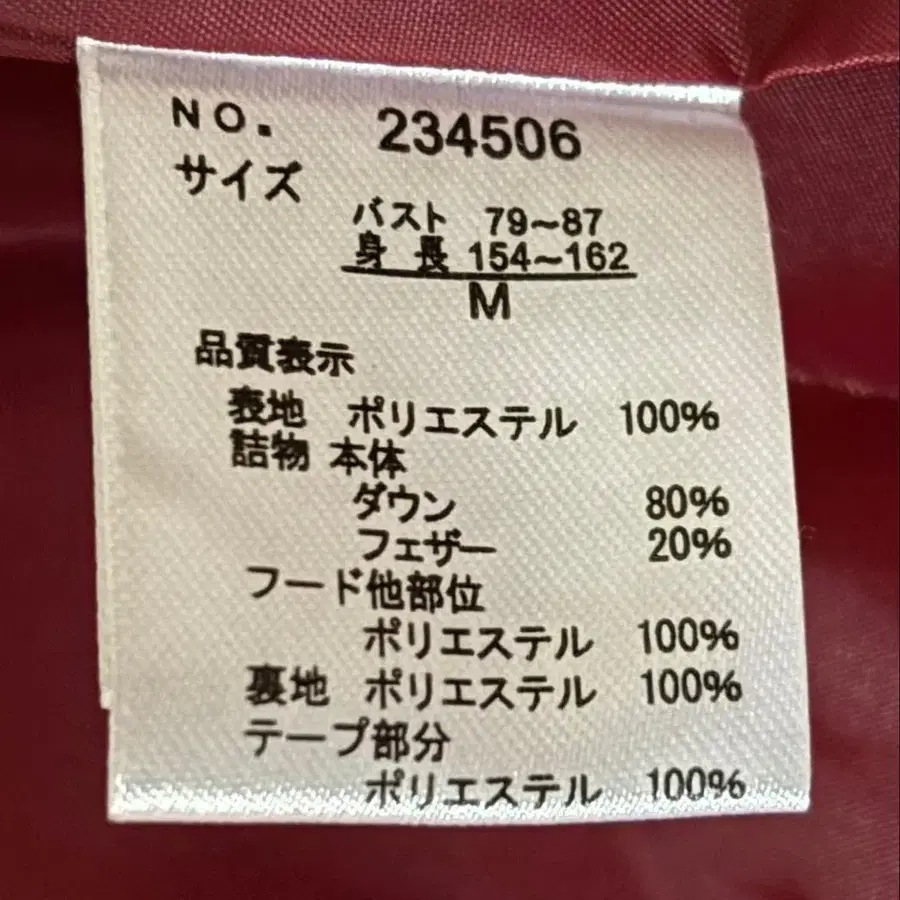 NO. 234506
サイズ
バスト 79~87
身長 154~162
M
品質表示
表地 ポリエステル 100%
詰物 本体
ダウン 80%
フェザー 20%
フード他部位
ポリエステル 100%
裏地 ポリエステル 100%
テープ部分
ポリエステル 100%